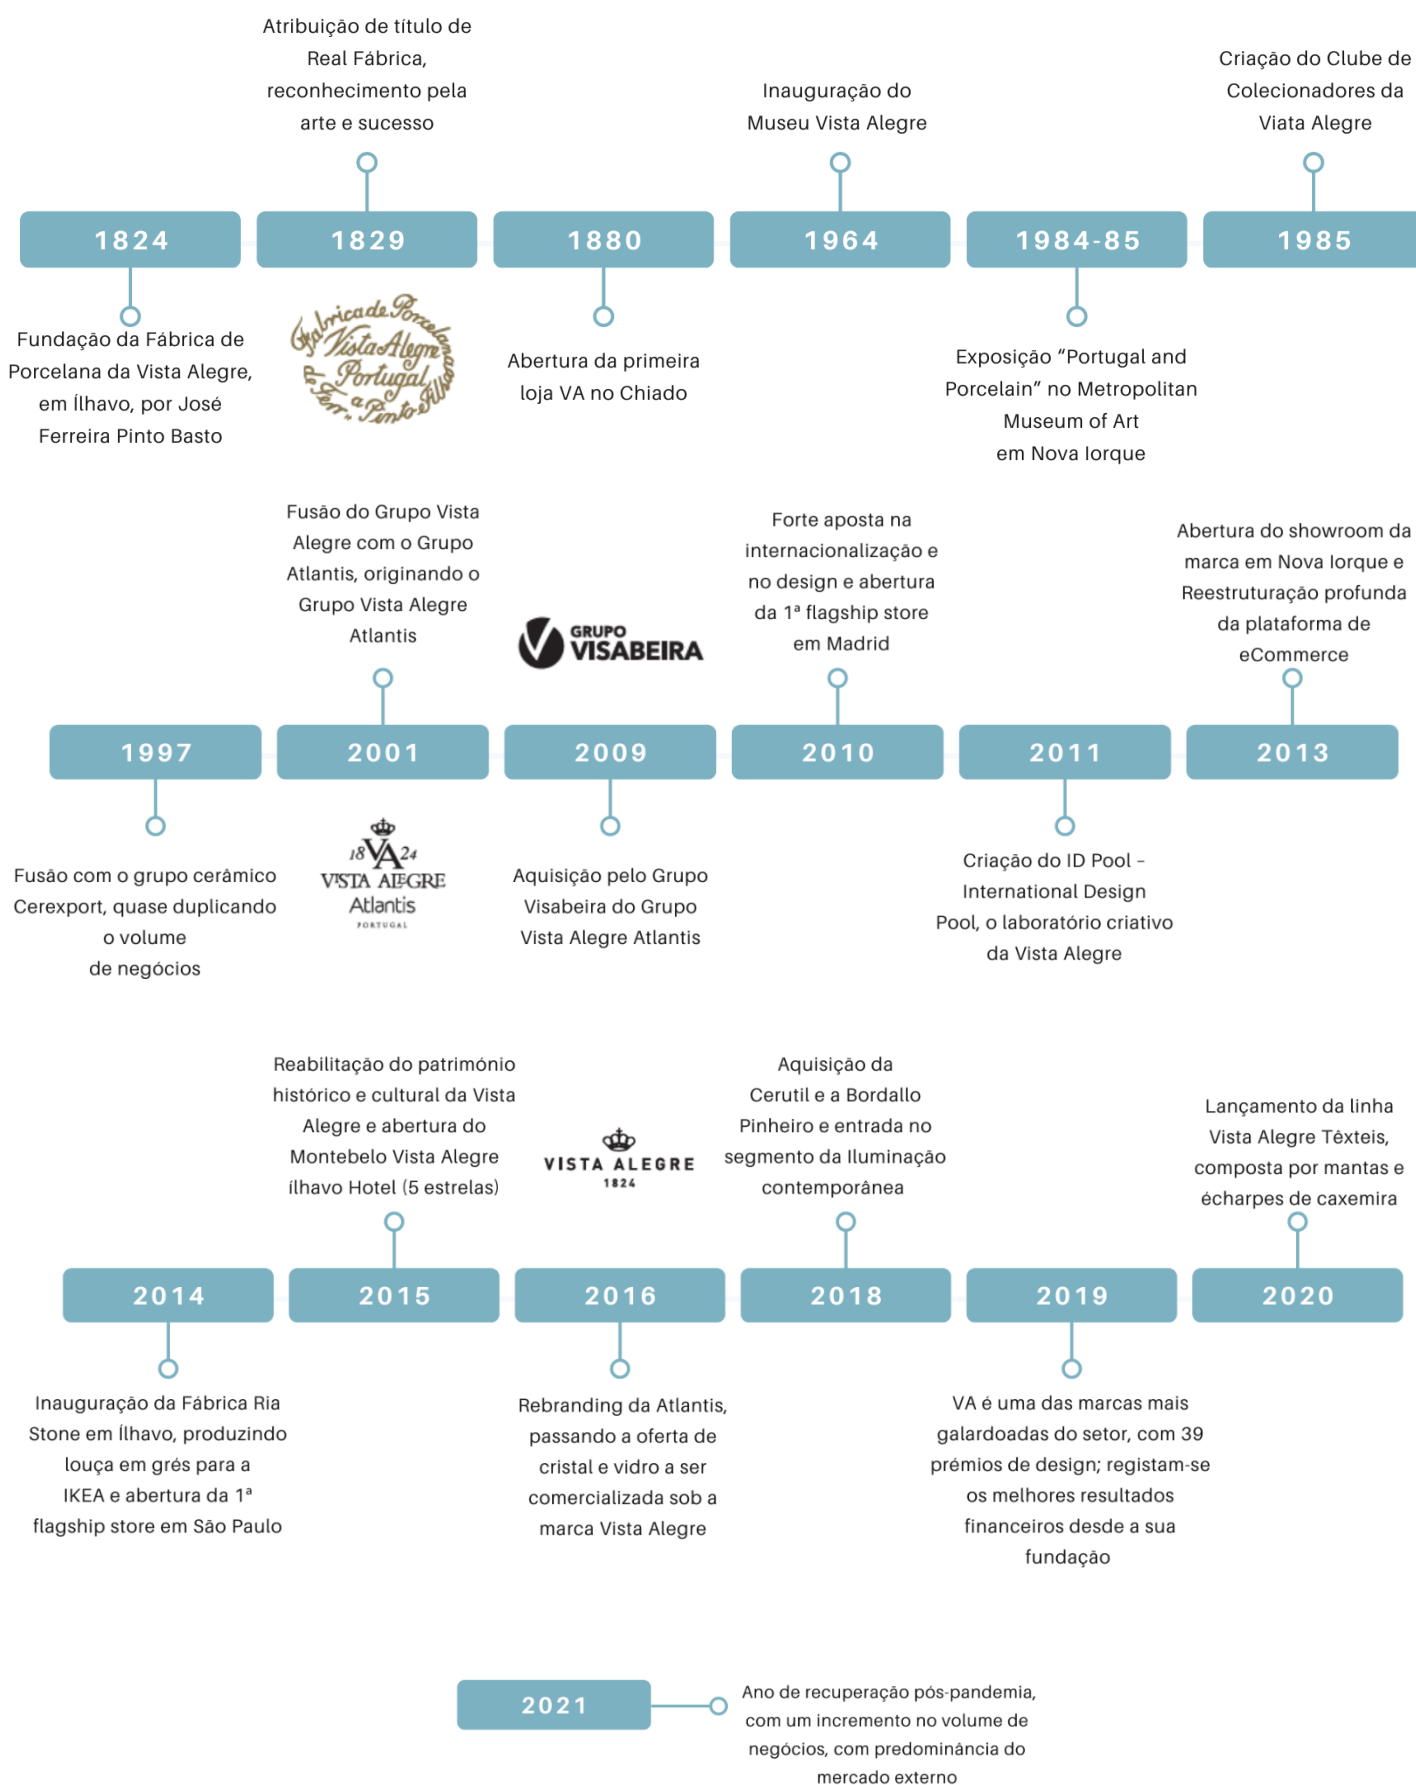 Atribuição de título de
Real Fábrica,
reconhecimento pela
arte e sucesso
Inauguração do
Museu Vista Alegre
Criação do Clube de
Colecionadores da
Viata Alegre
1824
1829
1880
1964
1984-85
1985
Fundação da Fábrica de
Porcelana da Vista Alegre,
em Ílhavo, por José
Ferreira Pinto Basto
Fabrica de Porcelana
Vista Alegre
Portugal
de Ferr.ª Pinto & Filhos
Abertura da primeira
loja VA no Chiado
Exposição “Portugal and
Porcelain” no Metropolitan
Museum of Art
em Nova Iorque
Fusão do Grupo Vista
Alegre com o Grupo
Atlantis, originando o
Grupo Vista Alegre
Atlantis
GRUPO
VISABEIRA
Forte aposta na
internacionalização e
no design e abertura
da 1ª flagship store
em Madrid
Abertura do showroom da
marca em Nova Iorque e
Reestruturação profunda
da plataforma de
eCommerce
1997
2001
2009
2010
2011
2013
Fusão com o grupo cerâmico
Cerexport, quase duplicando
o volume
de negócios
18 VA 24
VISTA ALEGRE
Atlantis
PORTUGAL
Aquisição pelo Grupo
Visabeira do Grupo
Vista Alegre Atlantis
Criação do ID Pool –
International Design
Pool, o laboratório criativo
da Vista Alegre
Reabilitação do património
histórico e cultural da Vista
Alegre e abertura do
Montebelo Vista Alegre
ílhavo Hotel (5 estrelas)
VISTA ALEGRE
1824
Aquisição da
Cerutil e a Bordallo
Pinheiro e entrada no
segmento da Iluminação
contemporânea
Lançamento da linha
Vista Alegre Têxteis,
composta por mantas e
écharpes de caxemira
2014
2015
2016
2018
2019
2020
Inauguração da Fábrica Ria
Stone em Ílhavo, produzindo
louça em grés para a
IKEA e abertura da 1ª
flagship store em São Paulo
Rebranding da Atlantis,
passando a oferta de
cristal e vidro a ser
comercializada sob a
marca Vista Alegre
VA é uma das marcas mais
galardoadas do setor, com 39
prémios de design; registam-se
os melhores resultados
financeiros desde a sua
fundação
2021
Ano de recuperação pós-pandemia,
com um incremento no volume de
negócios, com predominância do
mercado externo